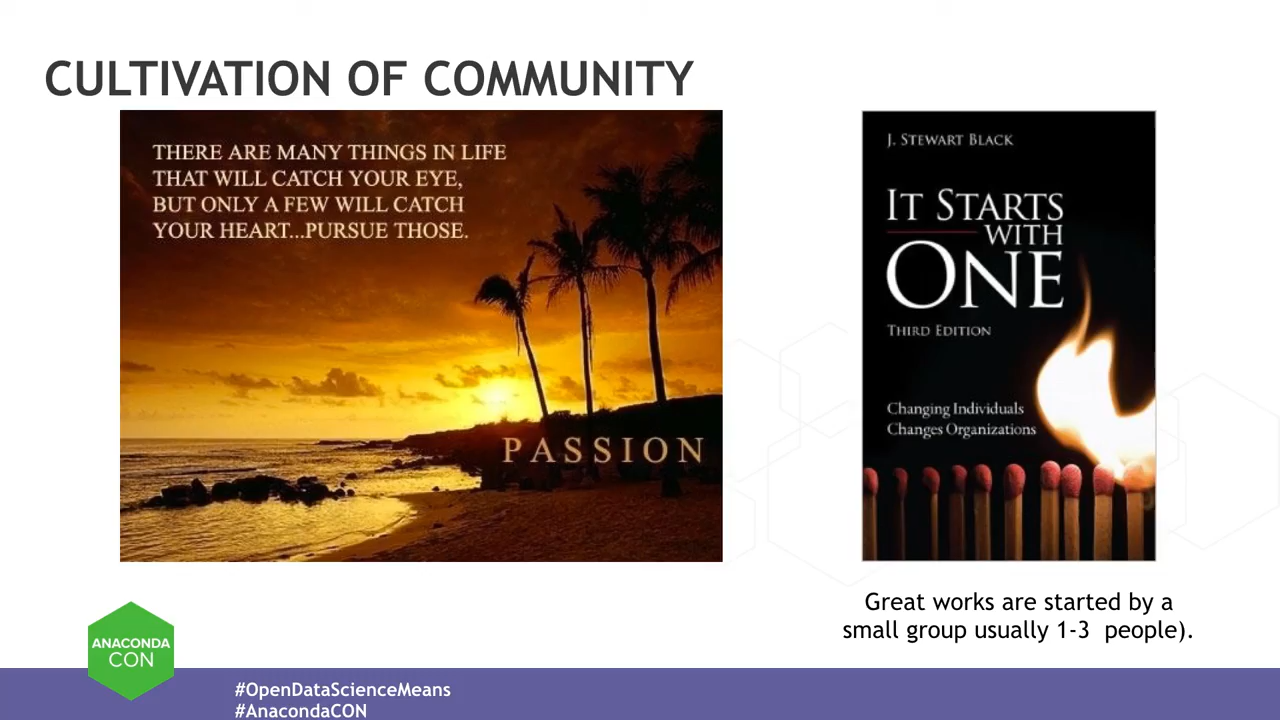 CULTIVATION OF COMMUNITY
THERE ARE MANY THINGS IN LIFE
THAT WILL CATCH YOUR EYE,
BUT ONLY A FEW WILL CATCH
YOUR HEART...PURSUE THOSE.
PASSION
J. STEWART BLACK
IT STARTS
WITH
ONE
THIRD EDITION
Changing Individuals
Changes Organizations
Great works are started by a
small group usually 1-3  people).
ANACONDA
CON
#OpenDataScienceMeans
#AnacondaCON